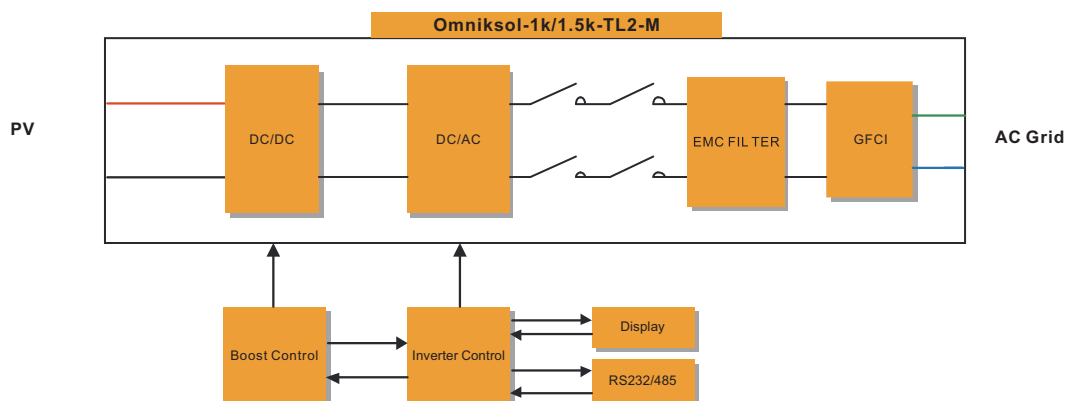 Omniksol-1k/1.5k-TL2-M
PV
DC/DC
DC/AC
EMC FIL TER
GFCI
AC Grid
Boost Control
Inverter Control
Display
RS232/485